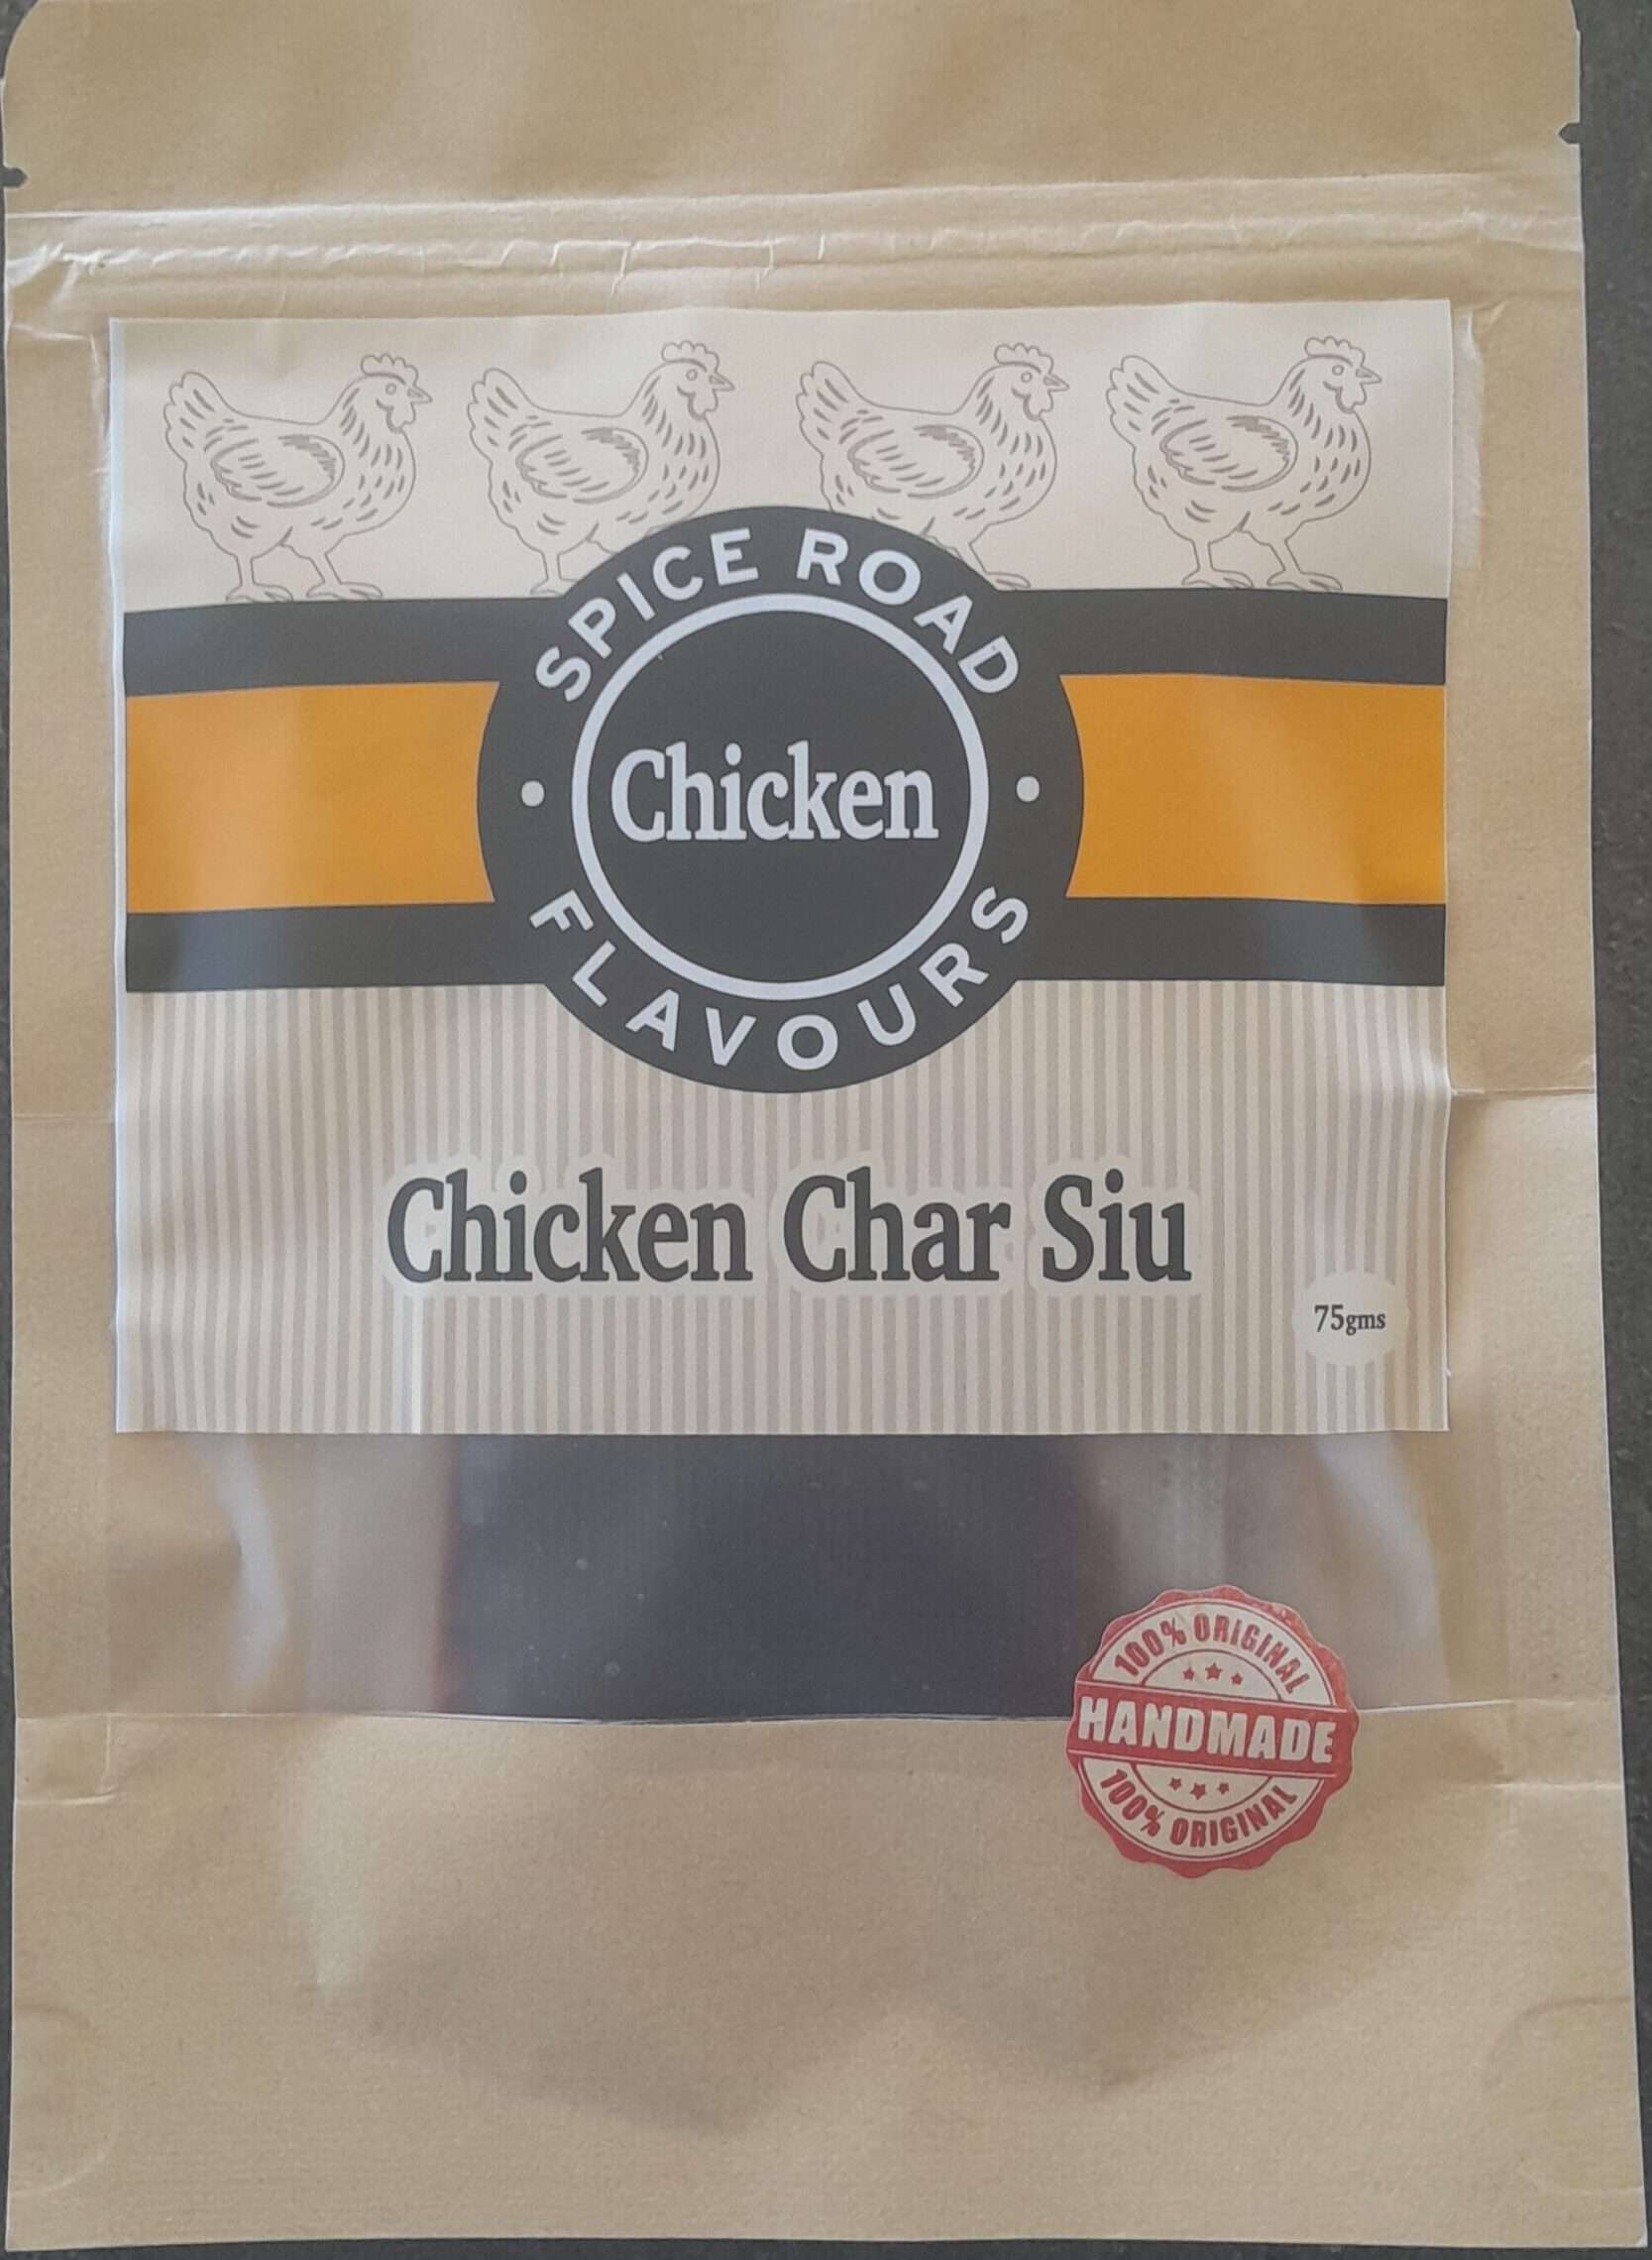 SPICE ROAD
Chicken
FLAVOURS
Chicken Char Siu
75gms
100% ORIGINAL
HANDMADE
100% ORIGINAL